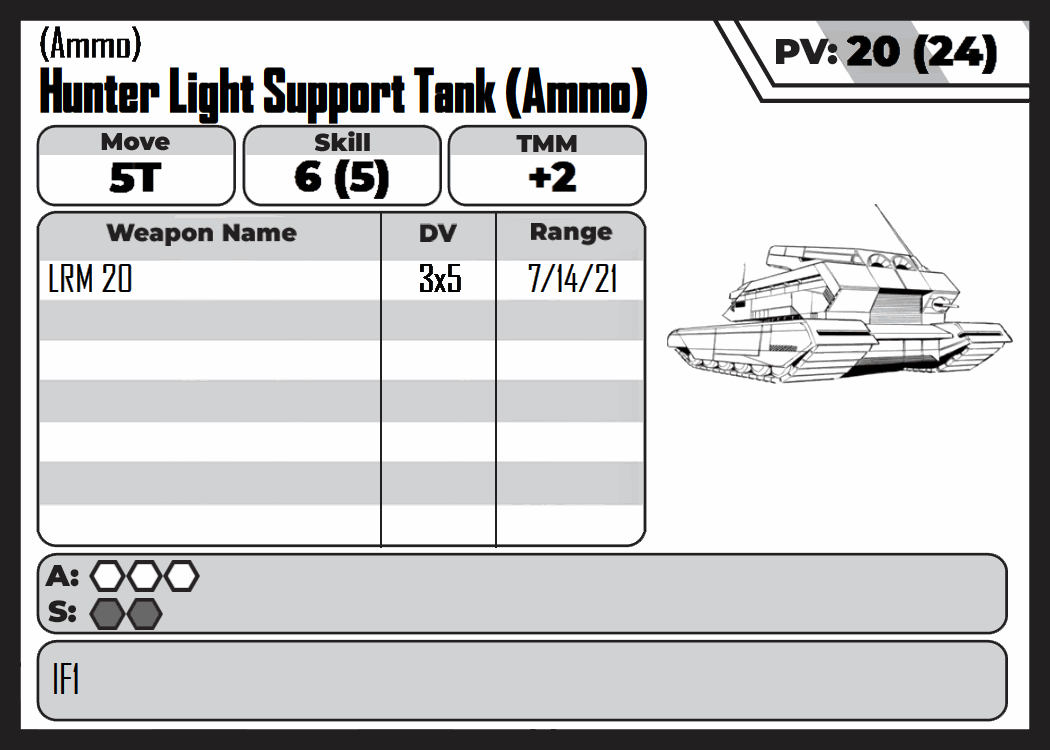 (Ammo)
Hunter Light Support Tank (Ammo)
PV: 20 (24)
Move Skill TMM
5T 6 (5) +2
Weapon Name DV Range
LRM 20 3x5 7/14/21
A:
S:
IF1